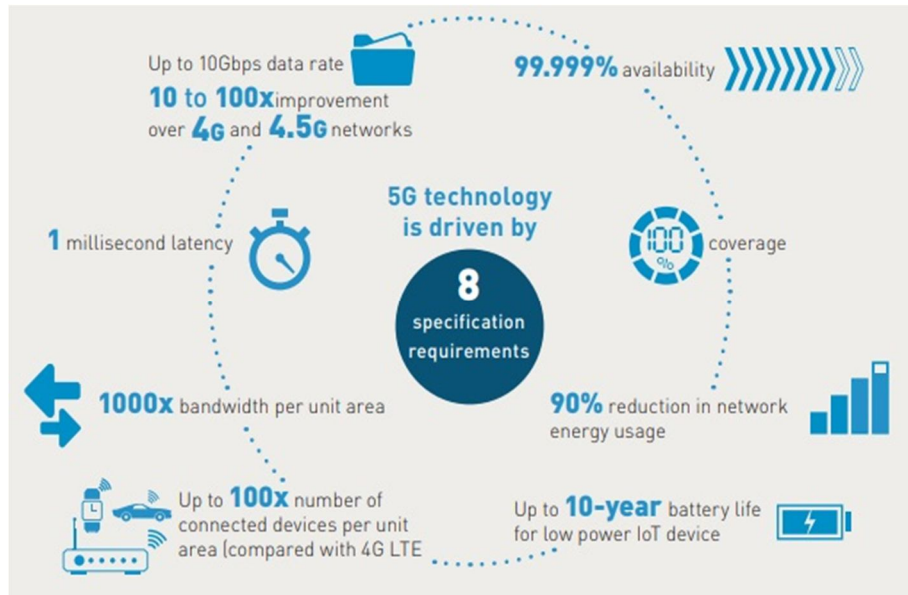 Up to 10Gbps data rate
10 to 100x improvement
over 4G and 4.5G networks
99.999% availability
5G technology
is driven by
8
specification
requirements
1 millisecond latency
100
%
coverage
1000x bandwidth per unit area
90% reduction in network
energy usage
Up to 100x number of
connected devices per unit
area (compared with 4G LTE
Up to 10-year battery life
for low power IoT device